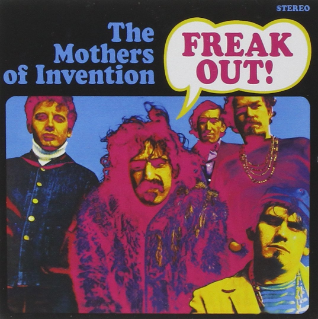 STEREO
The
Mothers
of Invention
FREAK
OUT!